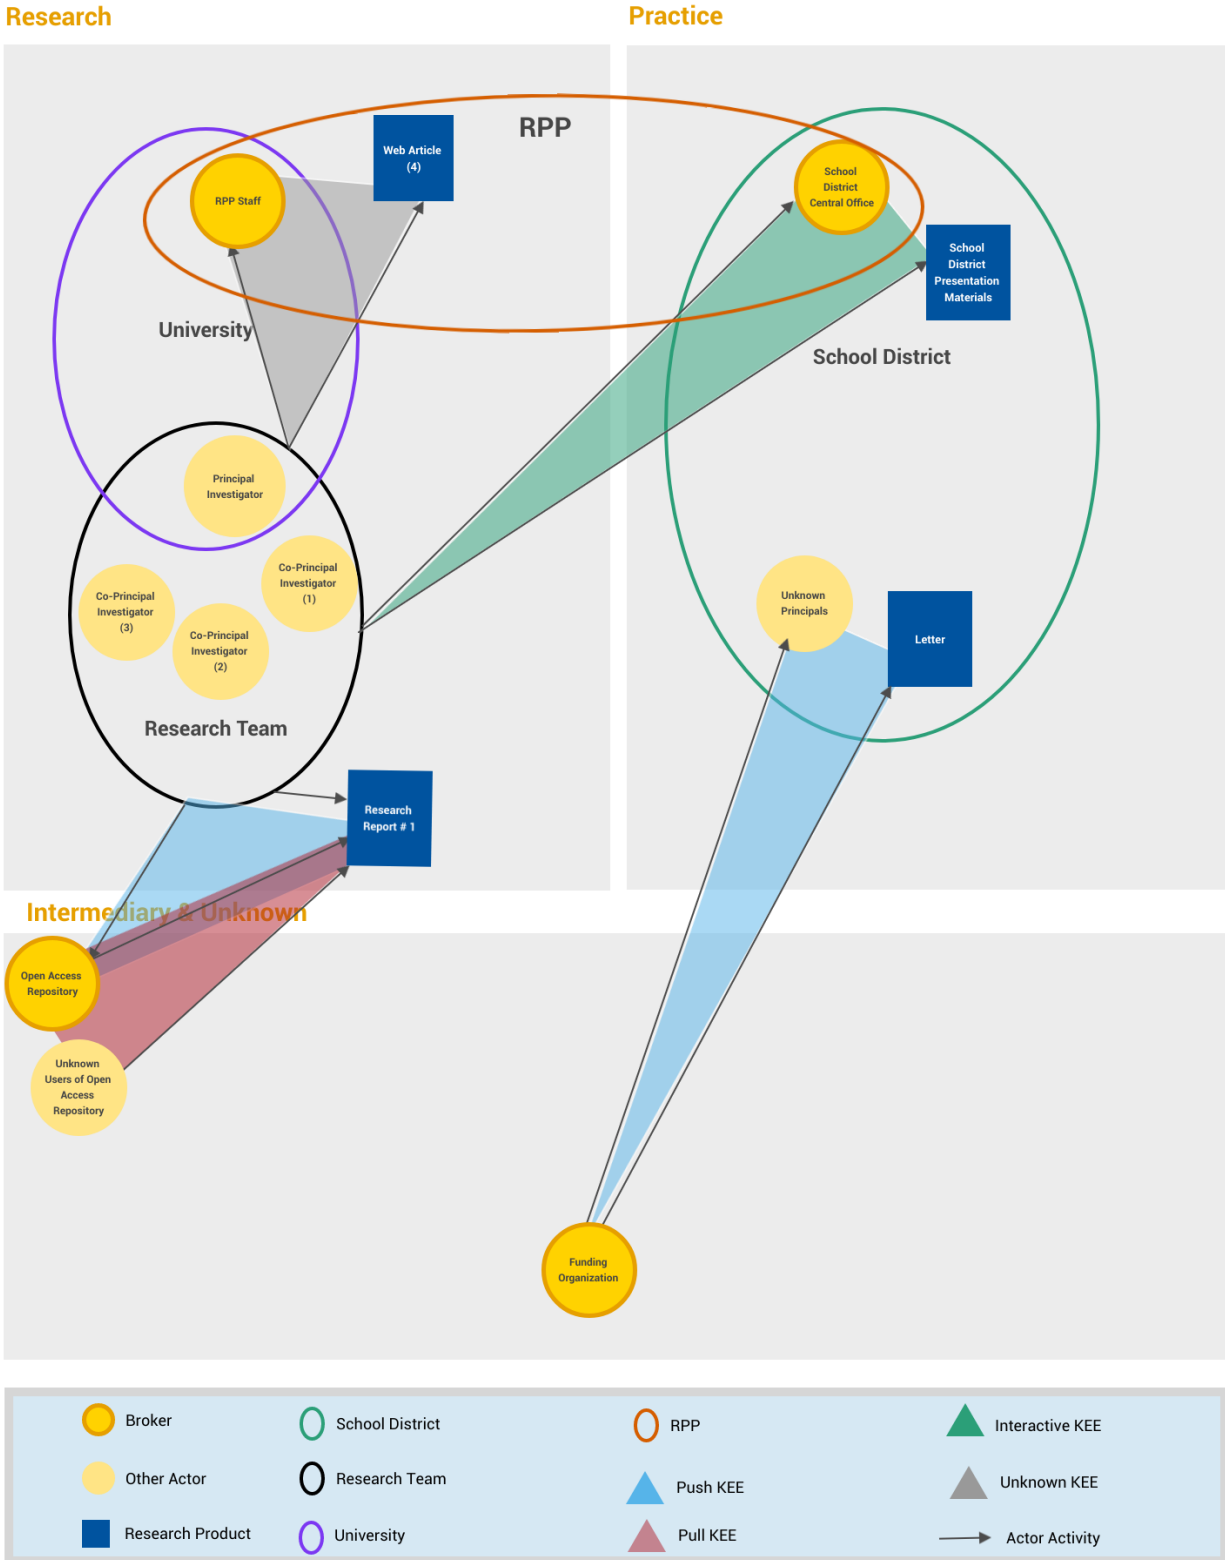 Research
Practice
RPP
Web Article
(4)
RPP Staff
School
District
Central Office
School
District
Presentation
Materials
University
School District
Principal
Investigator
Co-Principal
Investigator
(1)
Co-Principal
Investigator
(3)
Co-Principal
Investigator
(2)
Unknown
Principals
Letter
Research Team
Research
Report # 1
Intermediary & Unknown
Open Access
Repository
Unknown
Users of Open
Access
Repository
Funding
Organization
Broker
School District
RPP
Interactive KEE
Other Actor
Research Team
Push KEE
Unknown KEE
Research Product
University
Pull KEE
Actor Activity